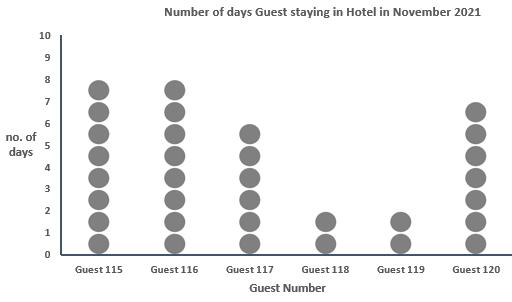 Number of days Guest staying in Hotel in November 2021
10
9
8
7
6
no. of
days
5
4
3
2
1
0
Guest 115 Guest 116 Guest 117 Guest 118 Guest 119 Guest 120
Guest Number